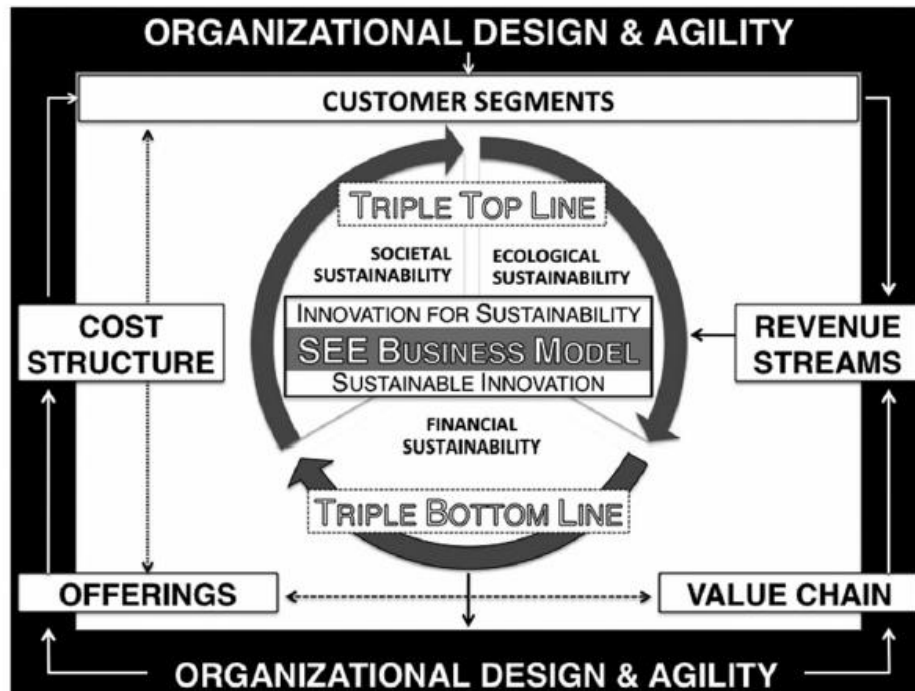 ORGANIZATIONAL DESIGN & AGILITY
CUSTOMER SEGMENTS
TRIPLE TOP LINE
SOCIETAL
SUSTAINABILITY
ECOLOGICAL
SUSTAINABILITY
INNOVATION FOR SUSTAINABILITY
SEE BUSINESS MODEL
SUSTAINABLE INNOVATION
COST
STRUCTURE
REVENUE
STREAMS
FINANCIAL
SUSTAINABILITY
TRIPLE BOTTOM LINE
OFFERINGS
VALUE CHAIN
ORGANIZATIONAL DESIGN & AGILITY